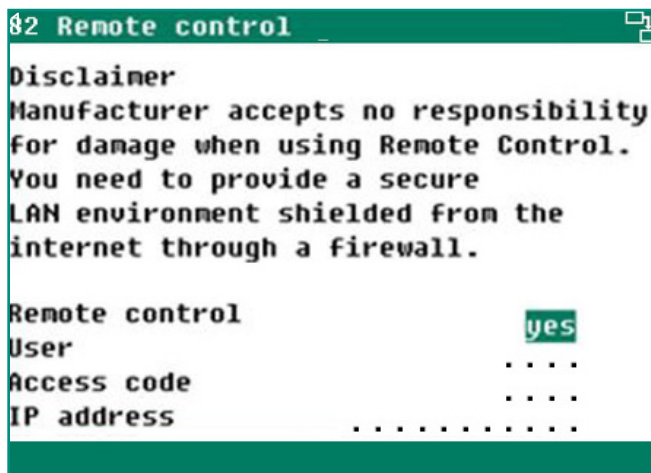 82 Remote control _
Disclaimer
Manufacturer accepts no responsibility
for damage when using Remote Control.
You need to provide a secure
LAN environment shielded from the
internet through a firewall.
Remote control yes
User ....
Access code ....
IP address ...........